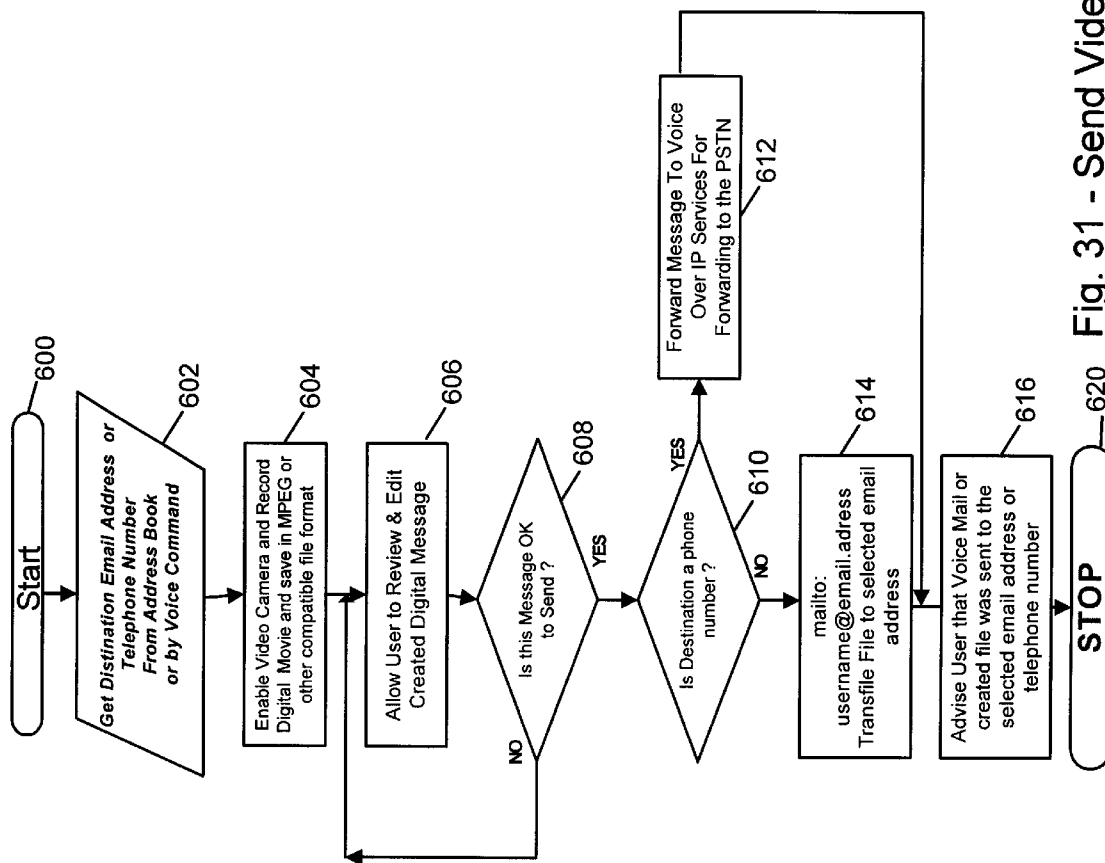 Start
600
Get Distination Email Address or
Telephone Number
From Address Book
or by Voice Command
602
Enable Video Camera and Record
Digital Movie and save in MPEG or
other compatible file format
604
Allow User to Review & Edit
Created Digital Message
606
Is this Message OK
to Send ?
608
NO
YES
Is Destination a phone
number ?
610
YES
NO
Forward Message To Voice
Over IP Services For
Forwarding to the PSTN
612
mailto:
username@email.adress
Transfile File to selected email
address
614
Advise User that Voice Mail or
created file was sent to the
selected email address or
telephone number
616
STOP
620
Fig. 31 - Send Vide